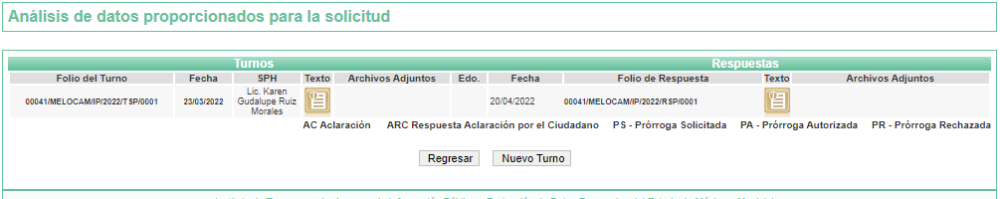 Análisis de datos proporcionados para la solicitud
Turnos Respuestas
Folio del Turno Fecha SPH Texto Archivos Adjuntos Edo. Fecha Folio de Respuesta Texto Archivos Adjuntos
00041/MELOCAM/IP/2022/TSP/0001 23/03/2022 Lic. Karen Gudalupe Ruiz Morales 20/04/2022 00041/MELOCAM/IP/2022/RSP/0001
AC Aclaración ARC Respuesta Aclaración por el Ciudadano PS - Prórroga Solicitada PA - Prórroga Autorizada PR - Prórroga Rechazada
Regresar Nuevo Turno